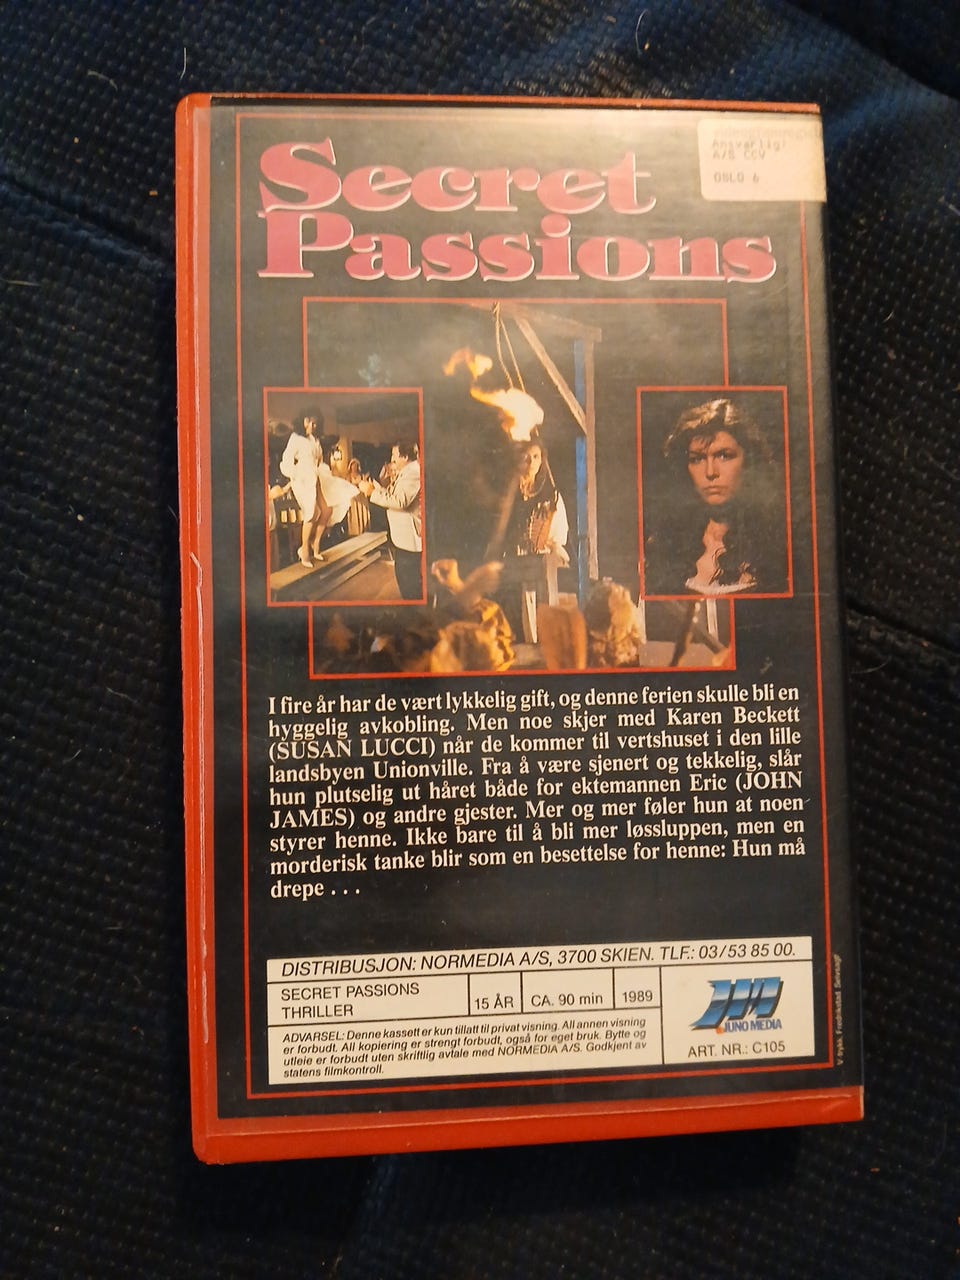 Secret
Passions
Ansvarlig:
A/S CCV
OSLO 6
I fire år har de vært lykkelig gift, og denne ferien skulle bli en
hyggelig avkobling. Men noe skjer med Karen Beckett
(SUSAN LUCCI) når de kommer til vertshuset i den lille
landsbyen Unionville. Fra å være sjenert og tekkelig, slår
hun plutselig ut håret både for ektemannen Eric (JOHN
JAMES) og andre gjester. Mer og mer føler hun at noen
styrer henne. Ikke bare til å bli mer løssluppen, men en
morderisk tanke blir som en besettelse for henne: Hun må
drepe . . .
DISTRIBUSJON: NORMEDIA A/S, 3700 SKIEN. TLF.: 03/53 85 00.
SECRET PASSIONS
THRILLER
15 ÅR
CA. 90 min
1989
ADVARSEL: Denne kassett er kun tillatt til privat visning. All annen visning
er forbudt. All kopiering er strengt forbudt, også for eget bruk. Bytte og
utleie er forbudt uten skriftlig avtale med NORMEDIA A/S. Godkjent av
statens filmkontroll.
JM
JUNO MEDIA
ART. NR.: C105
V-trykk, Fredrikstad